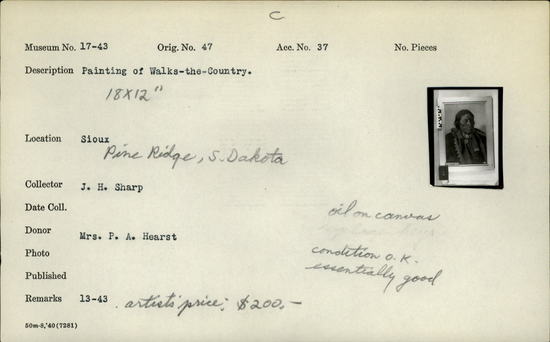 C
Museum No. 17-43 Orig. No. 47 Acc. No. 37 No. Pieces
Description Painting of Walks-the-Country.
18X12"
Location Sioux
Pine Ridge, S. Dakota
Collector J. H. Sharp
Date Coll.
oil on canvas
Donor Mrs. P. A. Hearst
Photo
condition O.K.
essentially good
Published
Remarks 13-43 artists' price; $200.-
50m-8,'40(7281)